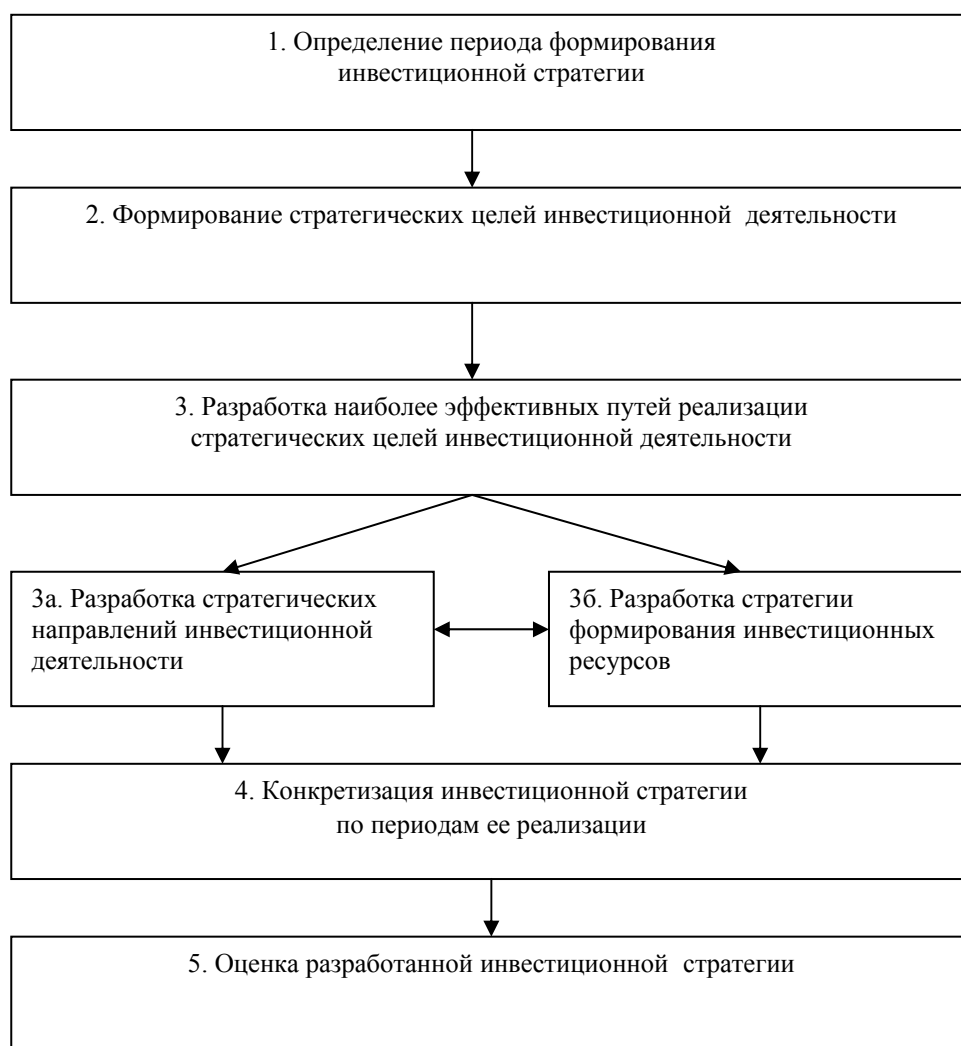 1. Определение периода формирования
инвестиционной стратегии
2. Формирование стратегических целей инвестиционной деятельности
3. Разработка наиболее эффективных путей реализации
стратегических целей инвестиционной деятельности
3а. Разработка стратегических
направлений инвестиционной
деятельности
3б. Разработка стратегии
формирования инвестиционных
ресурсов
4. Конкретизация инвестиционной стратегии
по периодам ее реализации
5. Оценка разработанной инвестиционной стратегии